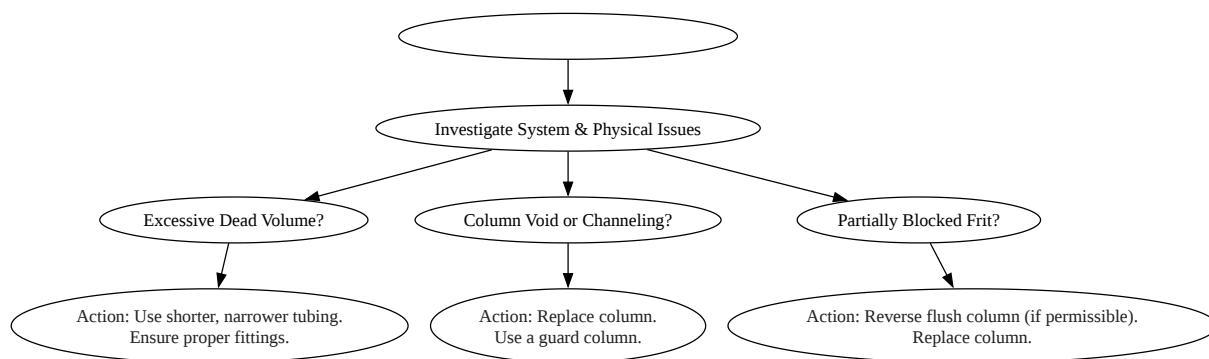 Investigate System & Physical Issues
Excessive Dead Volume?
Column Void or Channeling?
Partially Blocked Frit?
Action: Use shorter, narrower tubing.
Ensure proper fittings.
Action: Replace column.
Use a guard column.
Action: Reverse flush column (if permissible).
Replace column.